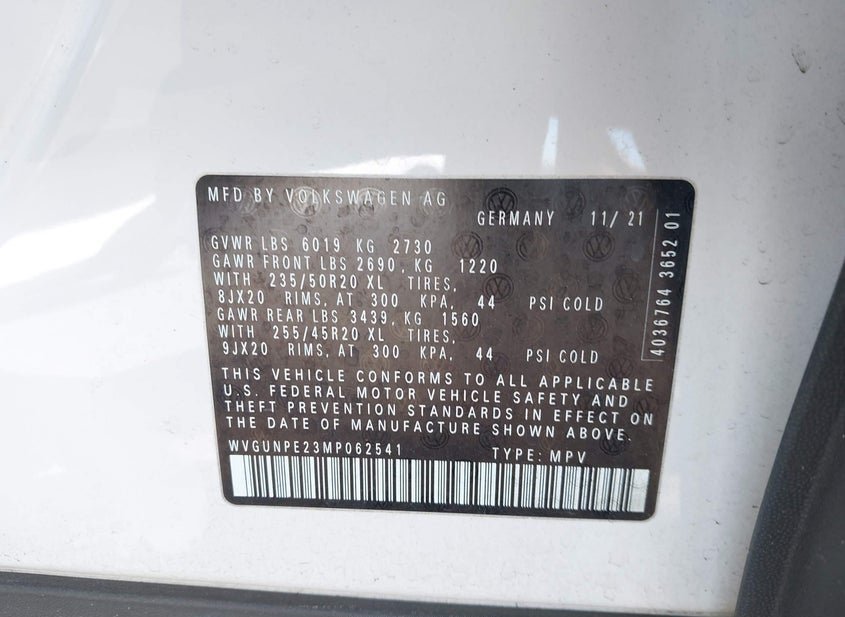 MFD BY VOLKSWAGEN AG
GERMANY 11/21
GVWR LBS 6019 KG 2730
GAWR FRONT LBS 2690, KG 1220
WITH 235/50R20 XL TIRES,
8JX20 RIMS, AT 300 KPA, 44 PSI COLD
GAWR REAR LBS 3439, KG 1560
WITH 255/45R20 XL TIRES,
9JX20 RIMS, AT 300 KPA, 44 PSI COLD
THIS VEHICLE CONFORMS TO ALL APPLICABLE
U.S. FEDERAL MOTOR VEHICLE SAFETY AND
THEFT PREVENTION STANDARDS IN EFFECT ON
THE DATE OF MANUFACTURE SHOWN ABOVE.
WVGUNPE23MP062541 TYPE: MPV
4036764 3652 01